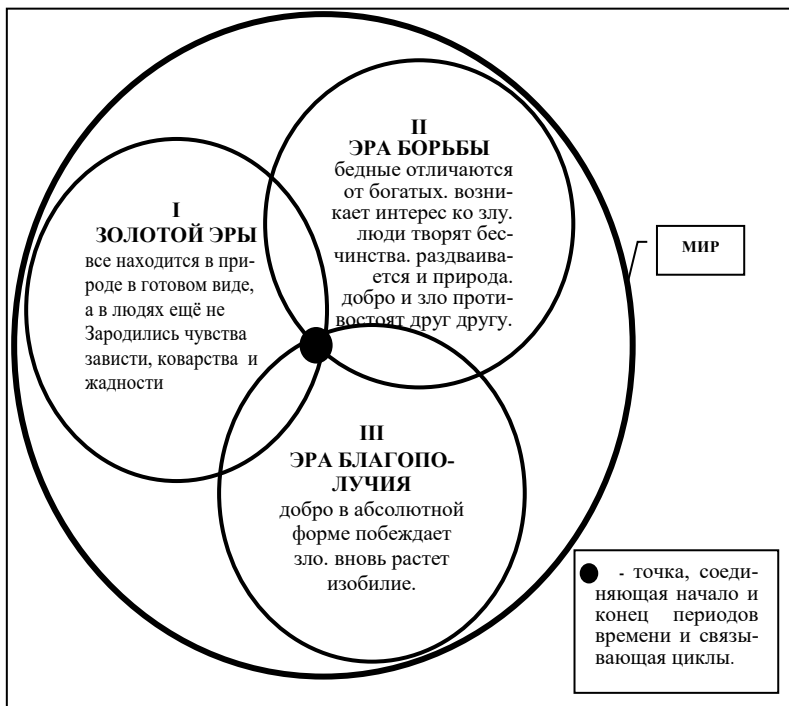 I
ЗОЛОТОЙ ЭРЫ
все находится в при-
роде в готовом виде,
а в людях ещё не
Зародились чувства
зависти, коварства и
жадности
II
ЭРА БОРЬБЫ
бедные отличаются
от богатых. возни-
кает интерес ко злу.
люди творят бес-
чинства. раздваива-
ется и природа.
добро и зло проти-
востоят друг другу.
МИР
III
ЭРА БЛАГОПО-
ЛУЧИЯ
добро в абсолютной
форме побеждает
зло. вновь растет
изобилие.
- точка, соеди-
няющая начало и
конец периодов
времени и связы-
вающая циклы.